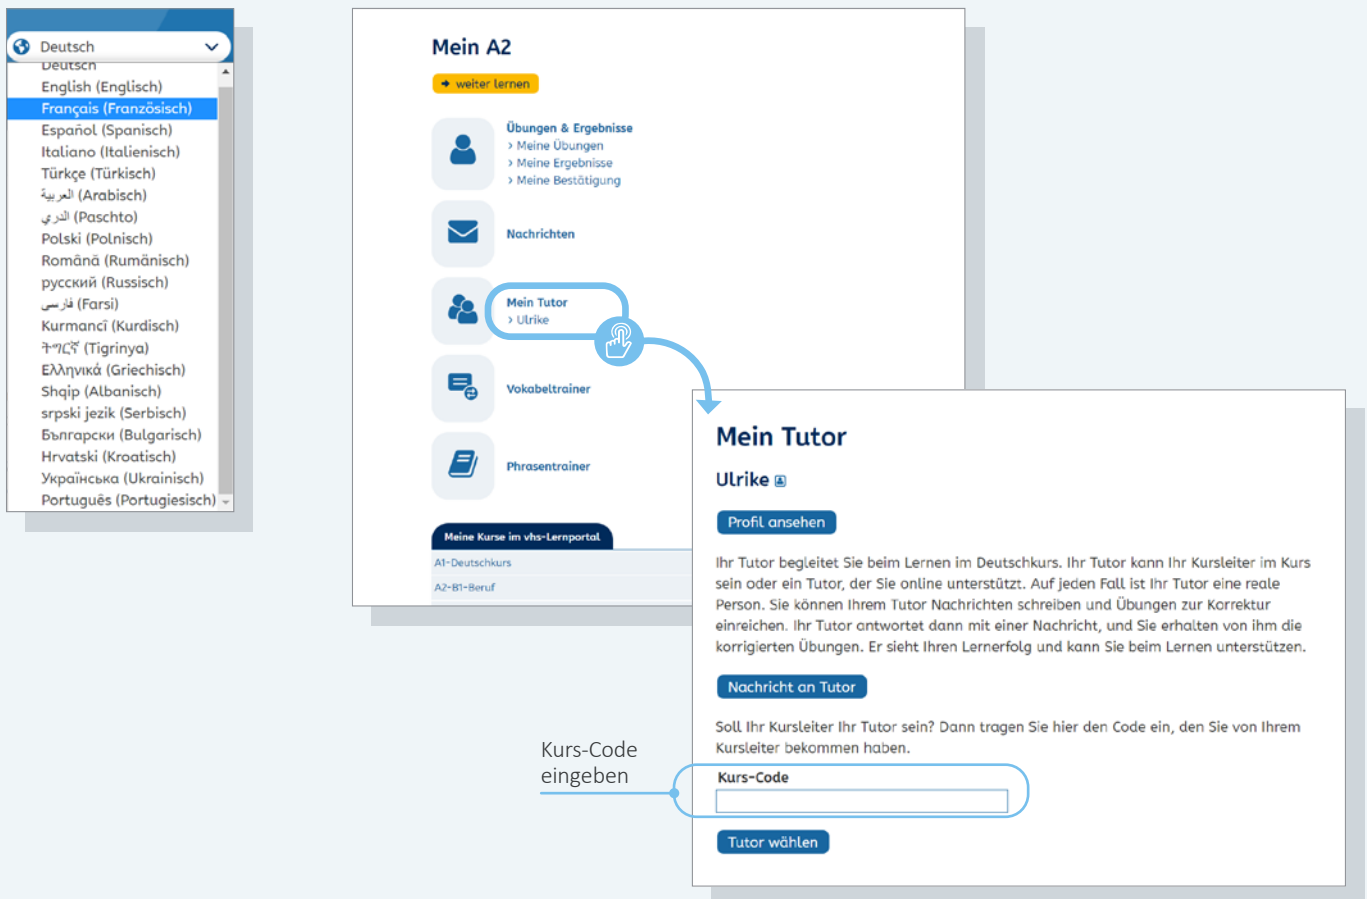 Deutsch
Deutsch
English (Englisch)
Français (Französisch)
Español (Spanisch)
Italiano (Italienisch)
Türkçe (Türkisch)
العربية (Arabisch)
الدري (Paschto)
Polski (Polnisch)
Română (Rumänisch)
русский (Russisch)
فارسی (Farsi)
Kurmancî (Kurdisch)
ትግርኛ (Tigrinya)
Ελληνικά (Griechisch)
Shqip (Albanisch)
srpski jezik (Serbisch)
Български (Bulgarisch)
Hrvatski (Kroatisch)
Українська (Ukrainisch)
Português (Portugiesisch)
Mein A2
weiter lernen
Übungen & Ergebnisse
> Meine Übungen
> Meine Ergebnisse
> Meine Bestätigung
Nachrichten
Mein Tutor
> Ulrike
Vokabeltrainer
Phrasentrainer
Meine Kurse im vhs-Lernportal
A1-Deutschkurs
A2-B1-Beruf
Mein Tutor
Ulrike
Profil ansehen
Ihr Tutor begleitet Sie beim Lernen im Deutschkurs. Ihr Tutor kann Ihr Kursleiter im Kurs
sein oder ein Tutor, der Sie online unterstützt. Auf jeden Fall ist Ihr Tutor eine reale
Person. Sie können Ihrem Tutor Nachrichten schreiben und Übungen zur Korrektur
einreichen. Ihr Tutor antwortet dann mit einer Nachricht, und Sie erhalten von ihm die
korrigierten Übungen. Er sieht Ihren Lernerfolg und kann Sie beim Lernen unterstützen.
Nachricht an Tutor
Soll Ihr Kursleiter Ihr Tutor sein? Dann tragen Sie hier den Code ein, den Sie von Ihrem
Kursleiter bekommen haben.
Kurs-Code
eingeben
Kurs-Code
Tutor wählen